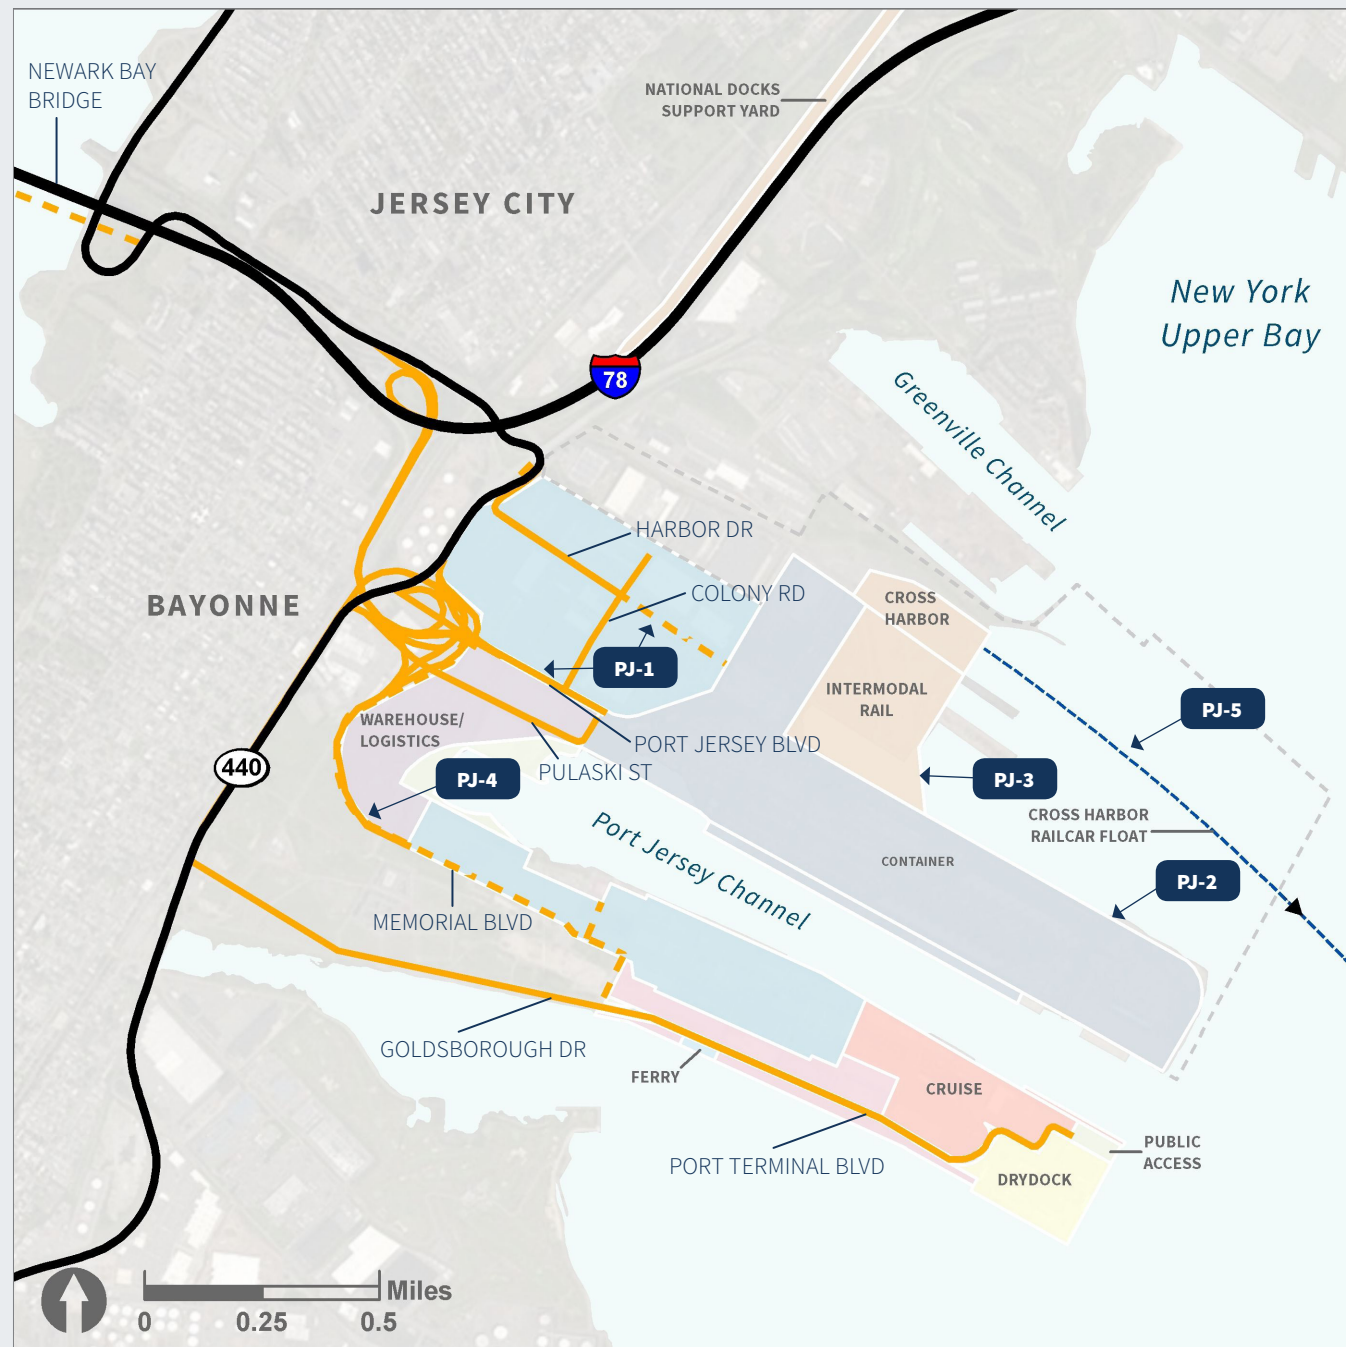 NEWARK BAY
BRIDGE
NATIONAL DOCKS
SUPPORT YARD
JERSEY CITY
New York
Upper Bay
78
Greenville Channel
HARBOR DR
COLONY RD
CROSS
HARBOR
BAYONNE
PJ-1
INTERMODAL
RAIL
PJ-5
WAREHOUSE/
LOGISTICS
PORT JERSEY BLVD
440
PULASKI ST
PJ-4
PJ-3
CROSS HARBOR
RAILCAR FLOAT
Port Jersey Channel
CONTAINER
PJ-2
MEMORIAL BLVD
GOLDSBOROUGH DR
FERRY
CRUISE
PUBLIC
ACCESS
PORT TERMINAL BLVD
DRYDOCK
Miles
0 0.25 0.5